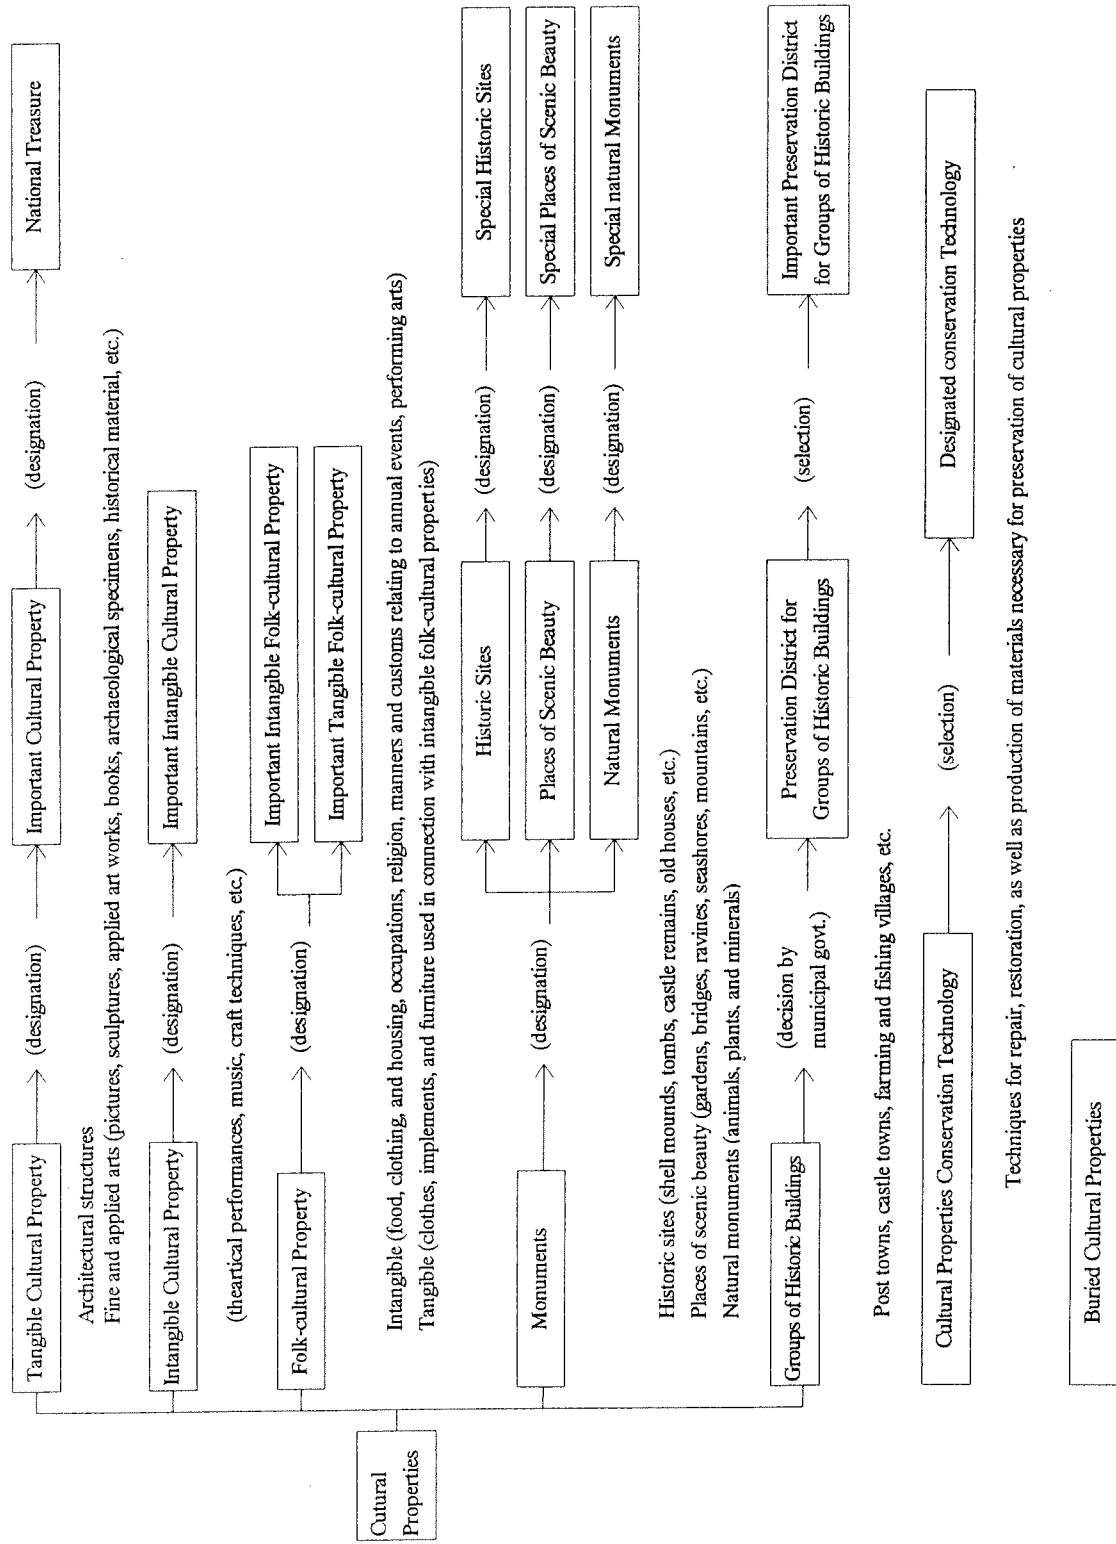 Cutural
Properties
Tangible Cultural Property
(designation)
Important Cultural Property
(designation)
National Treasure
Architectural structures
Fine and applied arts (pictures, sculptures, applied art works, books, archaeological specimens, historical material, etc.)
Intangible Cultural Property
(designation)
Important Intangible Cultural Property
(theartical performances, music, craft techniques, etc.)
Folk-cultural Property
(designation)
Important Intangible Folk-cultural Property
Important Tangible Folk-cultural Property
Intangible (food, clothing, and housing, occupations, religion, manners and customs relating to annual events, performing arts)
Tangible (clothes, implements, and furniture used in connection with intangible folk-cultural properties)
Monuments
(designation)
Historic Sites
(designation)
Special Historic Sites
Places of Scenic Beauty
(designation)
Special Places of Scenic Beauty
Natural Monuments
(designation)
Special natural Monuments
Historic sites (shell mounds, tombs, castle remains, old houses, etc.)
Places of scenic beauty (gardens, bridges, ravines, seashores, mountains, etc.)
Natural monuments (animals, plants, and minerals)
Groups of Historic Buildings
(decision by
municipal govt.)
Preservation District for
Groups of Historic Buildings
(selection)
Important Preservation District
for Groups of Historic Buildings
Post towns, castle towns, farming and fishing villages, etc.
Cultural Properties Conservation Technology
(selection)
Designated conservation Technology
Techniques for repair, restoration, as well as production of materials necessary for preservation of cultural properties
Buried Cultural Properties